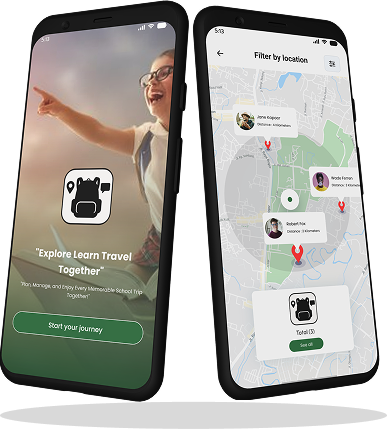 5:13
"Explore Learn Travel
Together"
"Plan, Manage, and Enjoy Every Memorable School Trip
Together!"
Start your journey
5:13
Filter by location
Jane Kapoor
Distance : 4 Kilometers
Wade Ferran
Distance : 3 Kilometers
Robert Fox
Distance : 2 Kilometers
Total (3)
See all